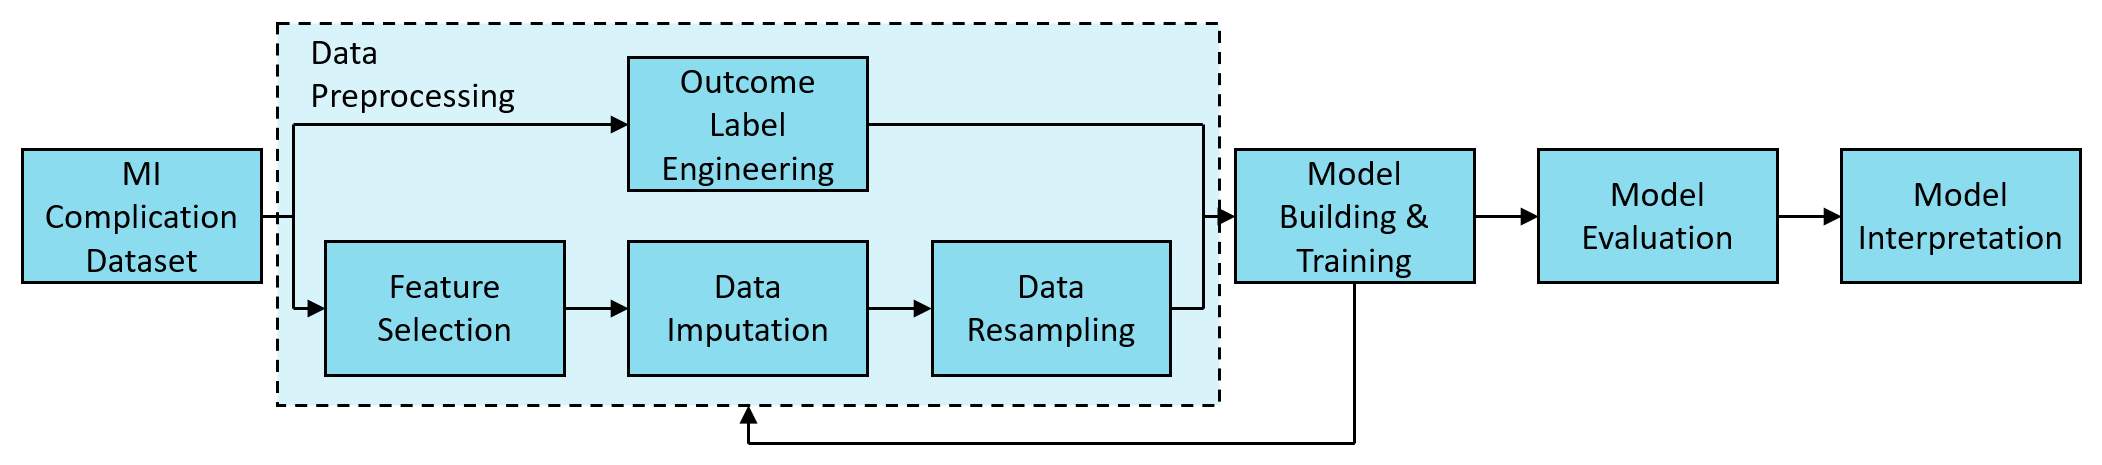 MI
Complication
Dataset
Data
Preprocessing
Outcome
Label
Engineering
Feature
Selection
Data
Imputation
Data
Resampling
Model
Building &
Training
Model
Evaluation
Model
Interpretation